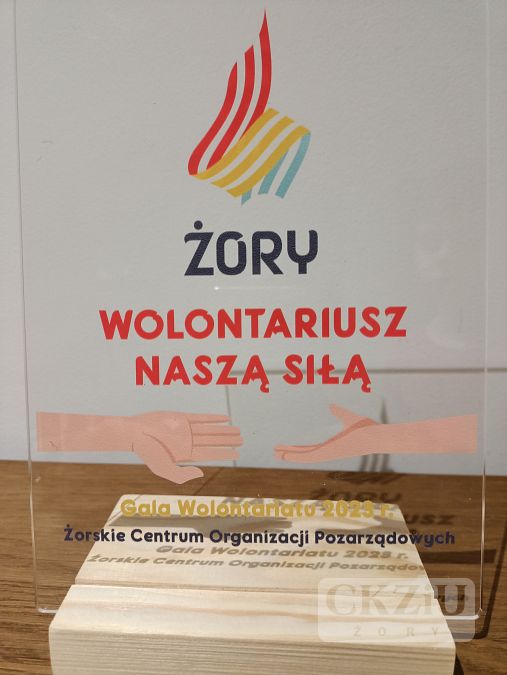 ŻORY
WOLONTARIUSZ
NASZĄ SIŁĄ
Gala Wolontariatu 2023 r.
Żorskie Centrum Organizacji Pozarządowych
CKZiU
ŻORY